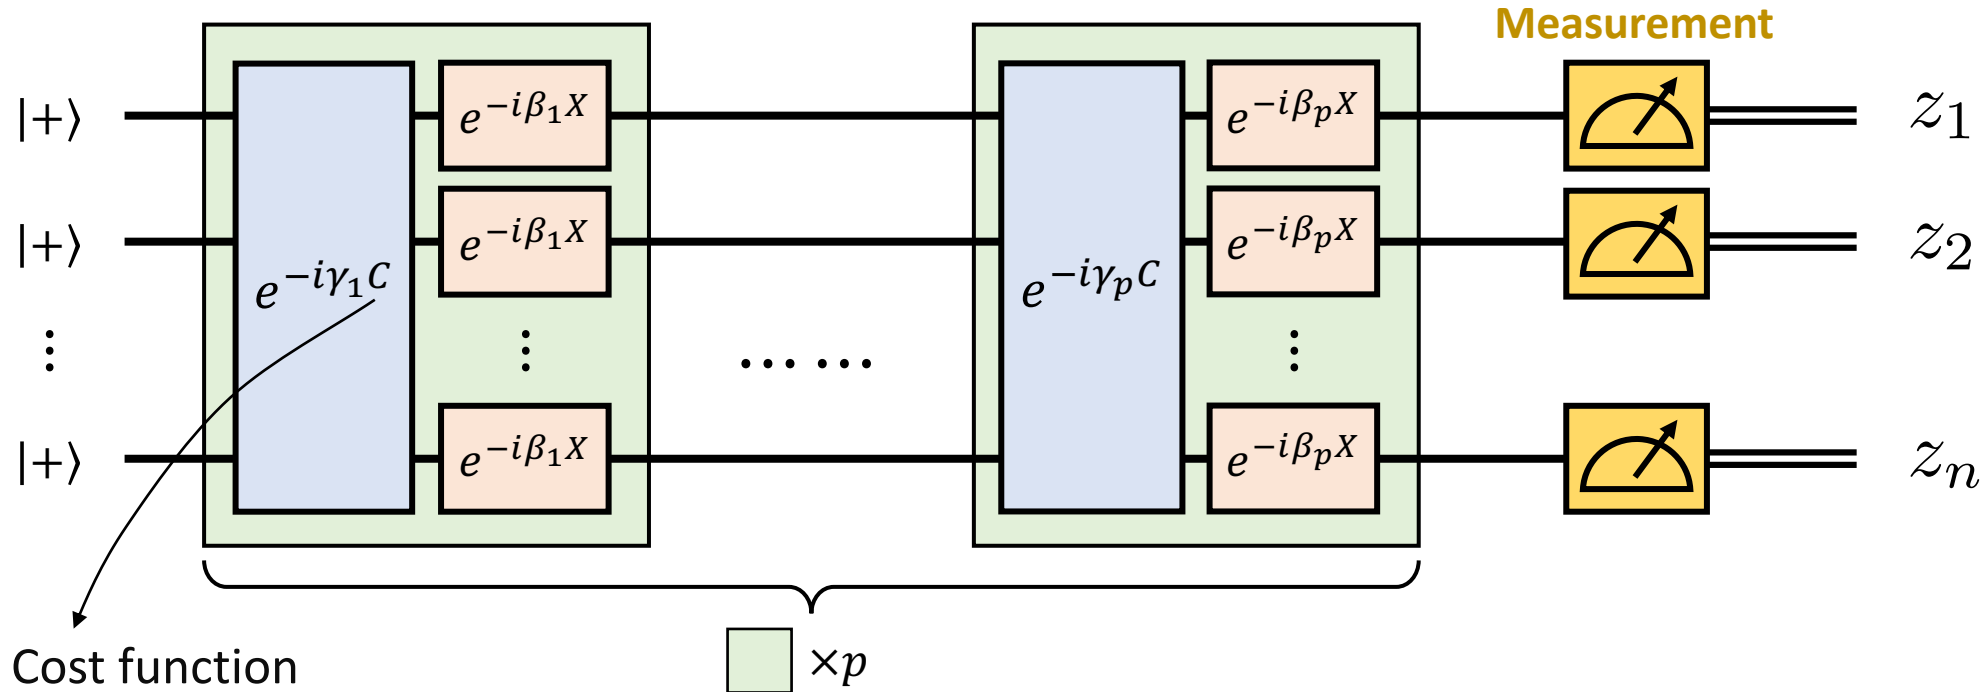 Measurement
|+⟩ e^{-iβ_1X} e^{-iβ_pX} z_1
|+⟩ e^{-iβ_1X} e^{-iβ_pX} z_2
e^{-iγ_1C} e^{-iγ_pC}
⋮ ⋮ …… ⋮
|+⟩ e^{-iβ_1X} e^{-iβ_pX} z_n
Cost function
×p